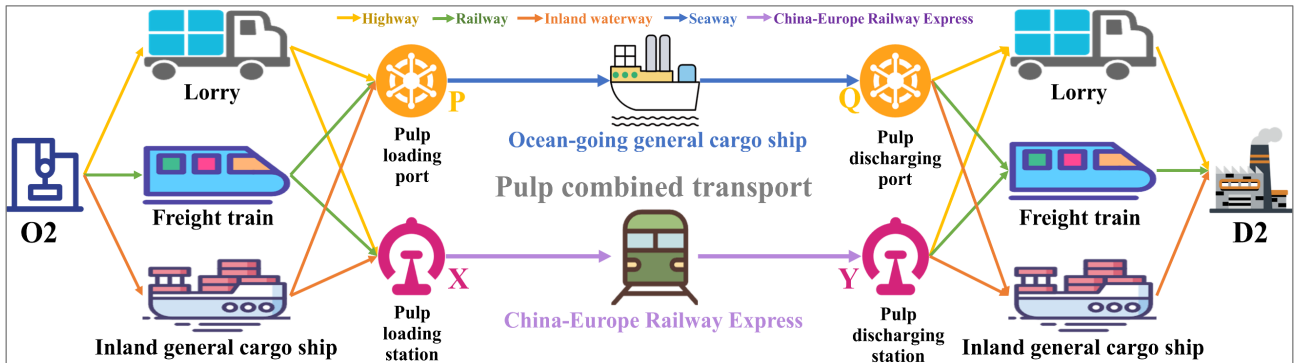 Highway Railway Inland waterway Seaway China-Europe Railway Express
Lorry
Lorry
P
Q
Pulp
loading
port
Ocean-going general cargo ship
Pulp
discharging
port
Pulp combined transport
O2
Freight train
Freight train
D2
X
Y
Pulp
loading
station
China-Europe Railway Express
Pulp
discharging
station
Inland general cargo ship
Inland general cargo ship